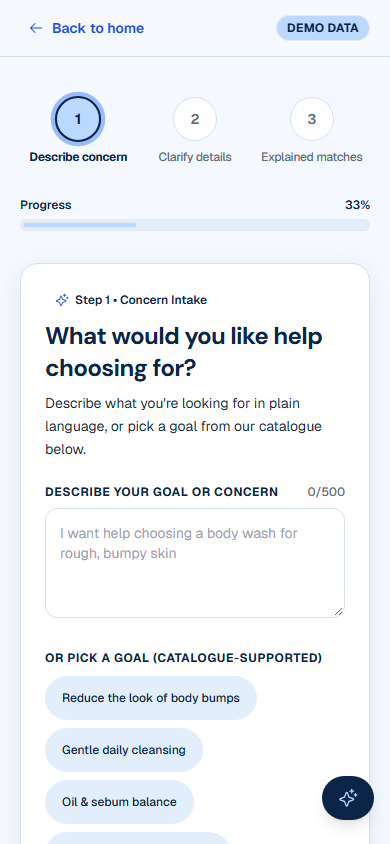 Back to home
DEMO DATA
1
2
3
Describe concern
Clarify details
Explained matches
Progress
33%
Step 1 • Concern Intake
What would you like help
choosing for?
Describe what you're looking for in plain
language, or pick a goal from our catalogue
below.
DESCRIBE YOUR GOAL OR CONCERN
0/500
I want help choosing a body wash for
rough, bumpy skin
OR PICK A GOAL (CATALOGUE-SUPPORTED)
Reduce the look of body bumps
Gentle daily cleansing
Oil & sebum balance